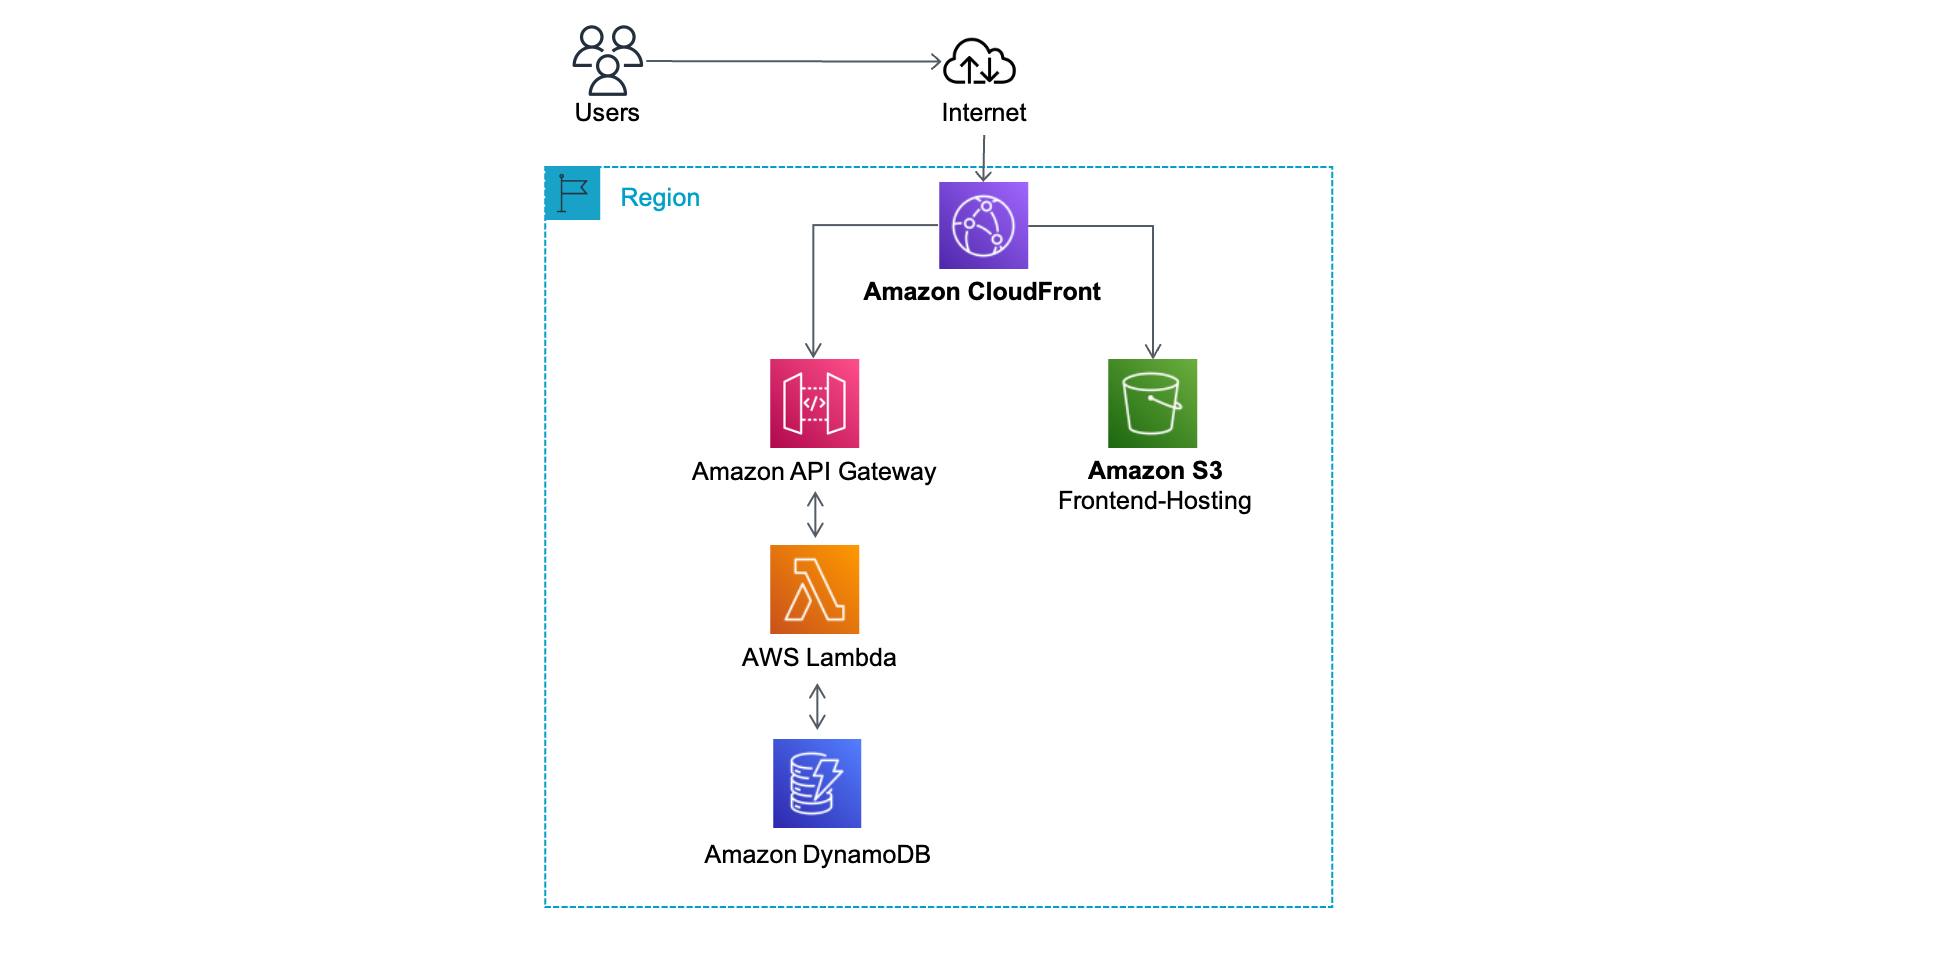 Users
Internet
Region
Amazon CloudFront
</>
Amazon API Gateway
Amazon S3
Frontend-Hosting
AWS Lambda
Amazon DynamoDB